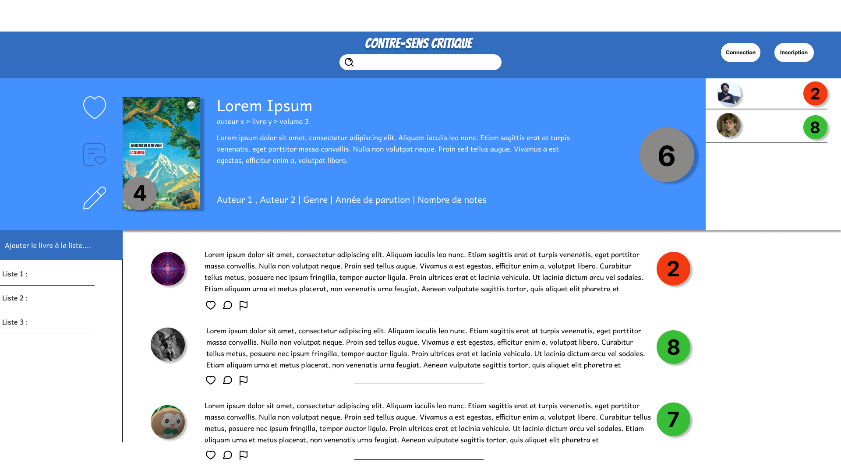 CONTRE-SENS CRITIQUE
Connection
Inscription
Lorem Ipsum
auteur x > livre y > volume 3
Lorem ipsum dolor sit amet, consectetur adipiscing elit. Aliquam iaculis leo nunc. Etiam sagittis erat at turpis
venenatis, eget porttitor massa convallis. Nulla non volutpat neque. Proin sed tellus augue. Vivamus a est
egestas, efficitur enim a, volutpat libero.
Auteur 1 , Auteur 2 | Genre | Année de parution | Nombre de notes
ANDREW KRIVAK
L'OURS
4
6
2
8
Ajouter le livre à la liste....
Liste 1 :
Liste 2 :
Liste 3 :
Lorem ipsum dolor sit amet, consectetur adipiscing elit. Etiam sagittis erat at turpis venenatis, eget porttitor
massa convallis. Nulla non volutpat neque. Proin sed tellus augue. Vivamus a est egestas, efficitur enim a, volutpat libero. Curabitur
tellus metus, posuere nec ipsum fringilla, tempor auctor ligula. Proin ultrices erat et lacinia vehicula. Ut lacinia dictum arcu vel sodales.
Etiam aliquam urna et metus placerat, non venenatis urna feugiat. Aenean vulputate sagittis tortor, quis aliquet elit pharetra et
2
Lorem ipsum dolor sit amet, consectetur adipiscing elit. Aliquam iaculis leo nunc. Etiam sagittis erat at turpis venenatis, eget porttitor
massa convallis. Nulla non volutpat neque. Proin sed tellus augue. Vivamus a est egestas, efficitur enim a, volutpat libero. Curabitur
tellus metus, posuere nec ipsum fringilla, tempor auctor ligula. Proin ultrices erat et lacinia vehicula. Ut lacinia dictum arcu vel sodales.
Etiam aliquam urna et metus placerat, non venenatis urna feugiat. Aenean vulputate sagittis tortor, quis aliquet elit pharetra et
8
Lorem ipsum dolor sit amet, consectetur adipiscing elit. Aliquam iaculis leo nunc. Etiam sagittis erat at turpis venenatis, eget porttitor
massa convallis. Nulla non volutpat neque. Proin sed tellus augue. Vivamus a est egestas, efficitur enim a, volutpat libero. Curabitur tellus
metus, posuere nec ipsum fringilla, tempor auctor ligula. Proin ultrices erat et lacinia vehicula. Ut lacinia dictum arcu vel sodales. Etiam
aliquam urna et metus placerat, non venenatis urna feugiat. Aenean vulputate sagittis tortor, quis aliquet elit pharetra et
7